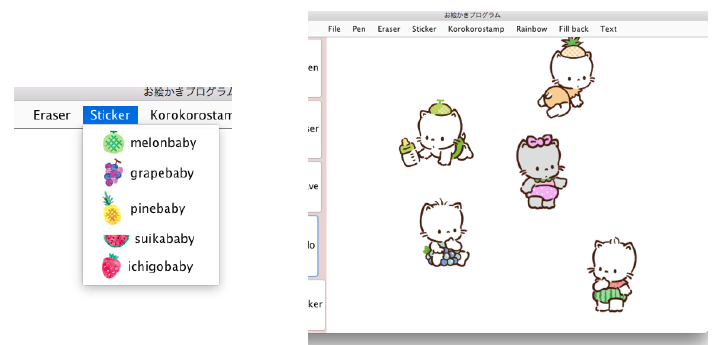 お絵かきプログラム
Eraser Sticker Korokorostam
melonbaby
grapebaby
pinebaby
suikababy
ichigobaby
お絵かきプログラム
File Pen Eraser Sticker Korokorostamp Rainbow Fill back Text
en
ser
ve
lo
ker